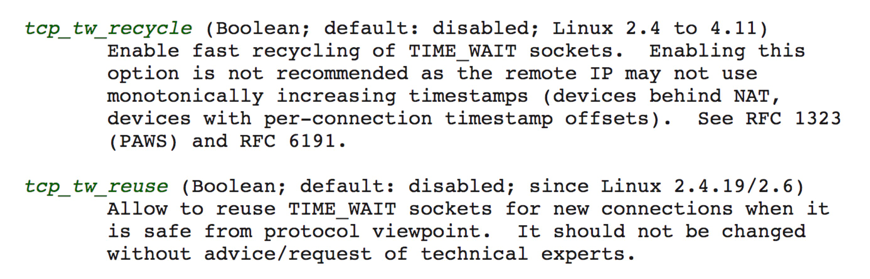 tcp_tw_recycle (Boolean; default: disabled; Linux 2.4 to 4.11)
Enable fast recycling of TIME_WAIT sockets.  Enabling this
option is not recommended as the remote IP may not use
monotonically increasing timestamps (devices behind NAT,
devices with per-connection timestamp offsets).  See RFC 1323
(PAWS) and RFC 6191.
tcp_tw_reuse (Boolean; default: disabled; since Linux 2.4.19/2.6)
Allow to reuse TIME_WAIT sockets for new connections when it
is safe from protocol viewpoint.  It should not be changed
without advice/request of technical experts.